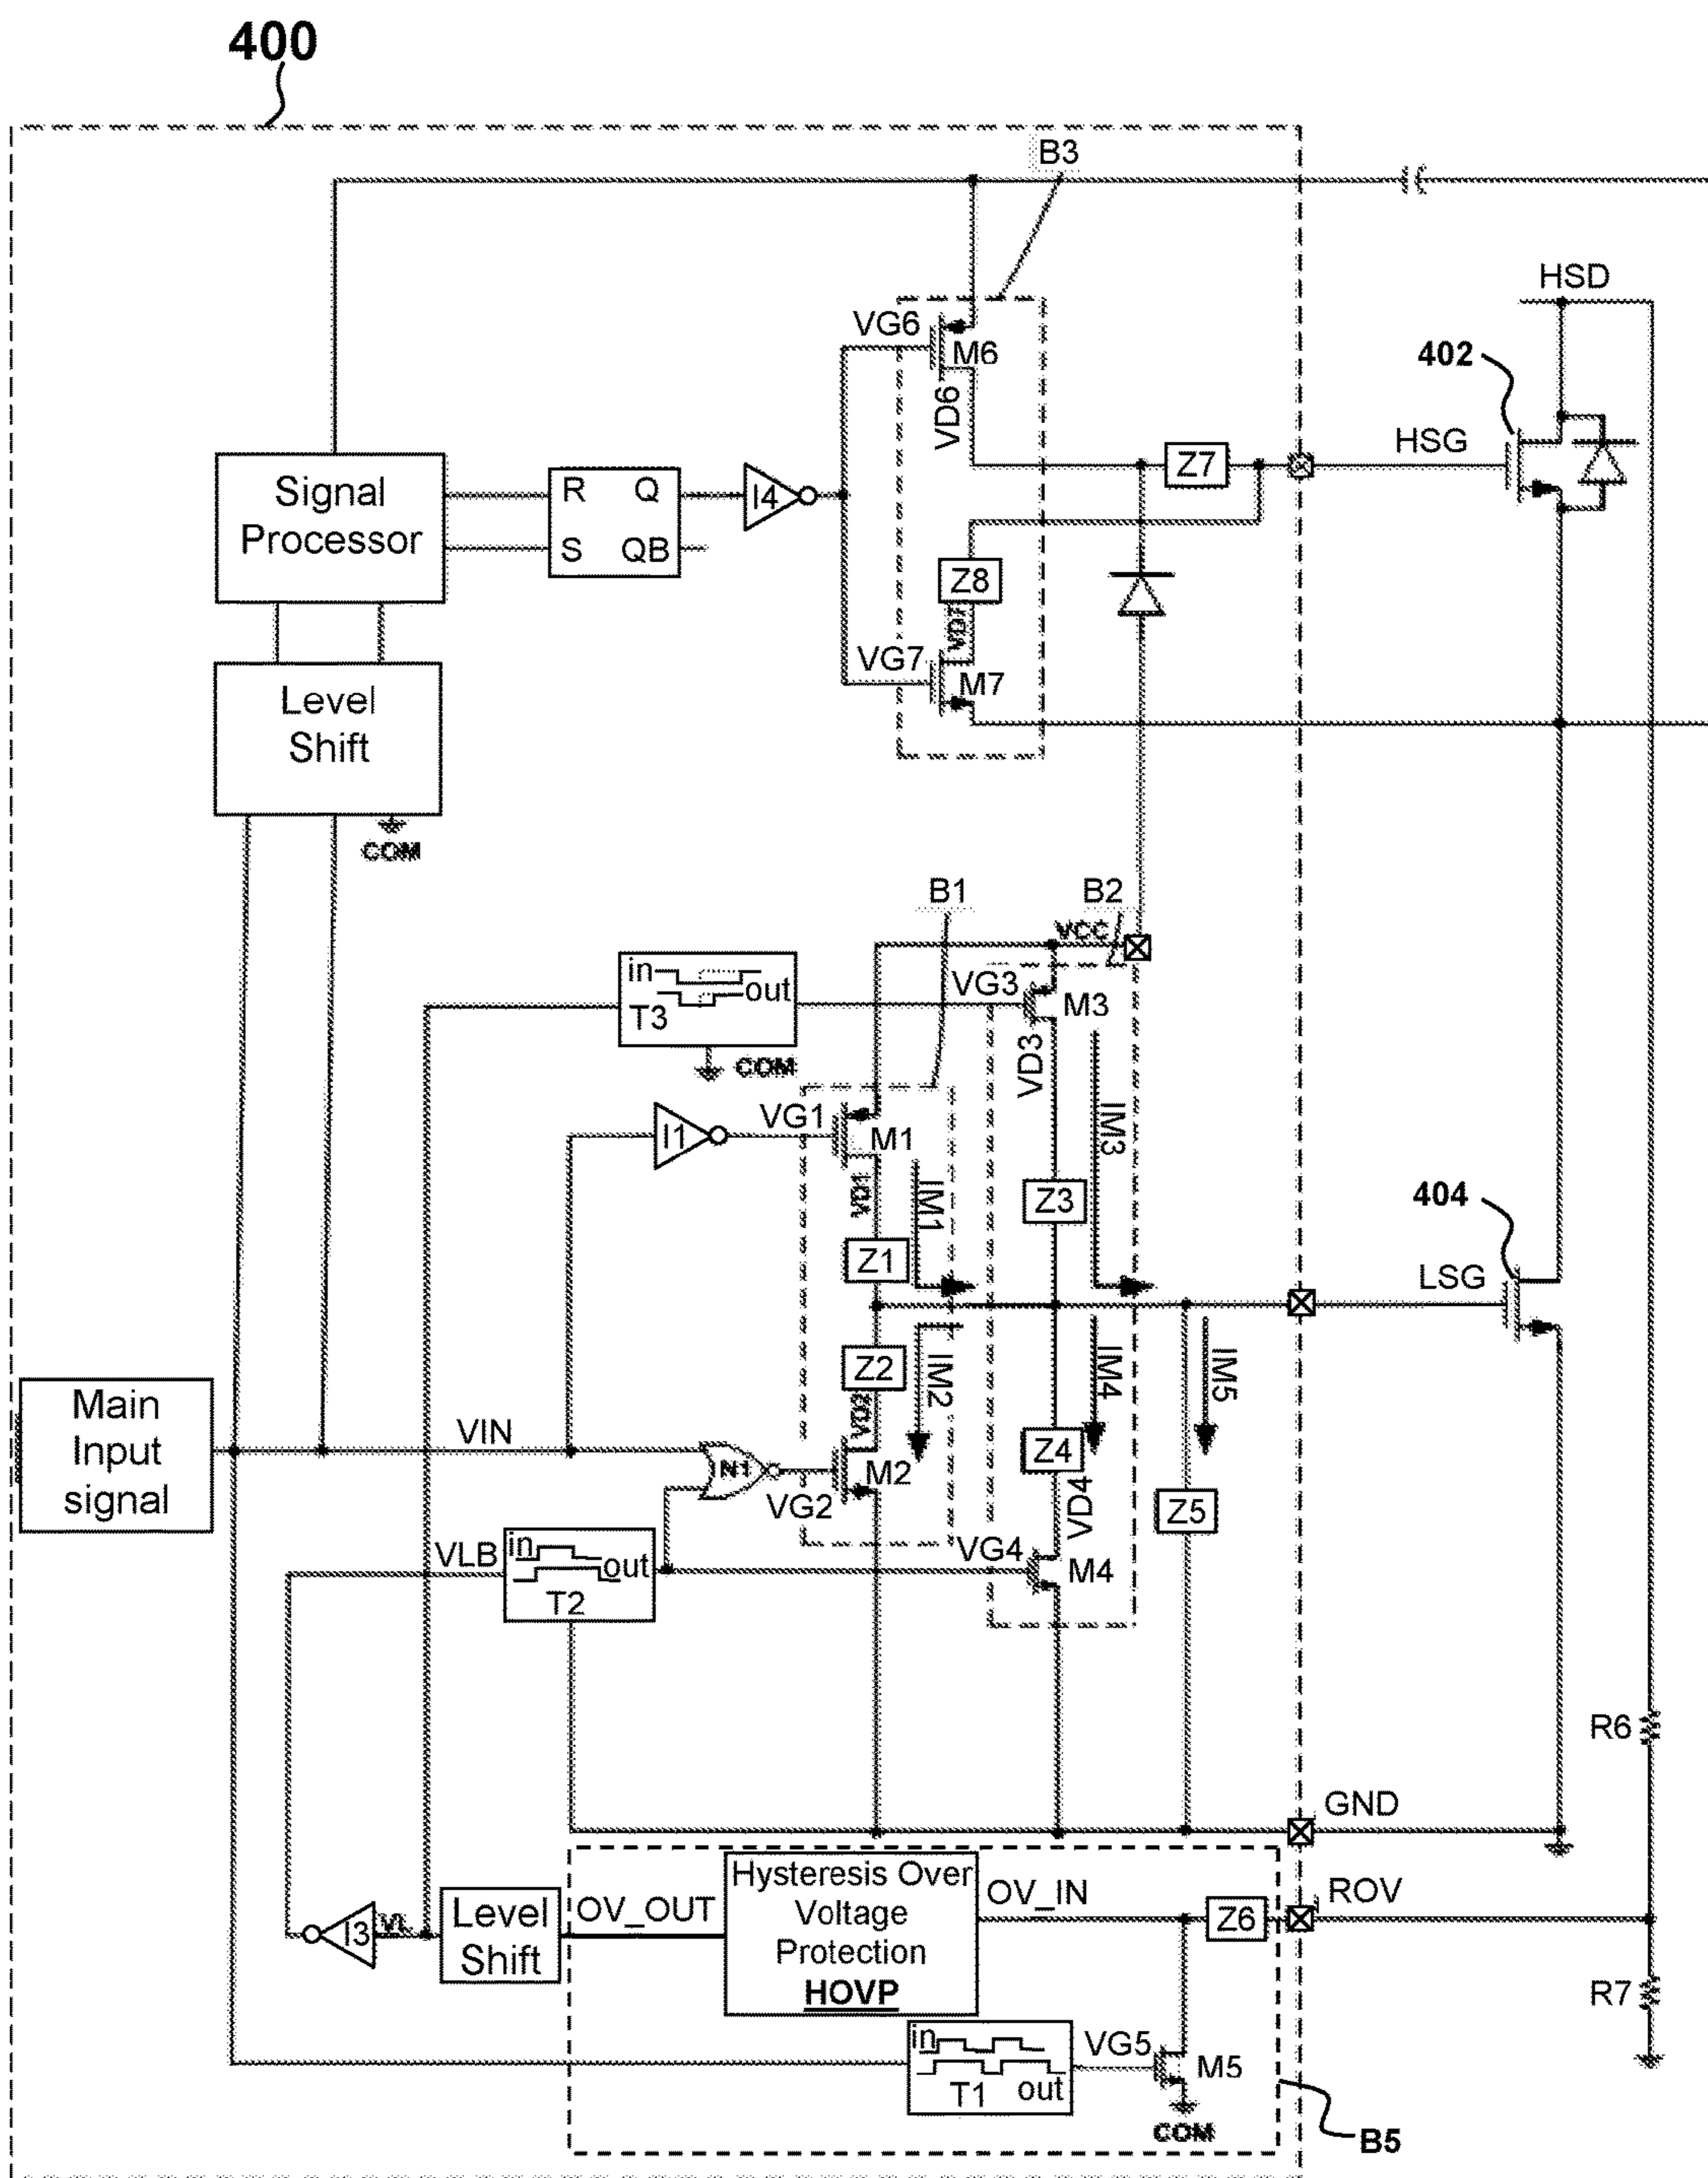 400
B3
HSD
VG6
M6
402
VD6
HSG
Z7
Signal
Processor
R Q
S QB
I4
Z8
VD7
VG7
M7
Level
Shift
COM
B1
B2
VCC
in
out
T3
VG3
M3
COM
VD3
VG1
I1
M1
IM3
VD1
IM1
Z3
404
Z1
LSG
Z2
IM2
IM4
IM5
Main
Input
signal
VIN
VD2
N1
M2
Z4
VG2
VD4
Z5
VLB
in
out
T2
VG4
M4
R6
GND
Hysteresis Over
Voltage
Protection
HOVP
OV_IN
ROV
OV_OUT
Level
Shift
I3
VL
Z6
R7
in
T1
out
VG5
M5
COM
B5